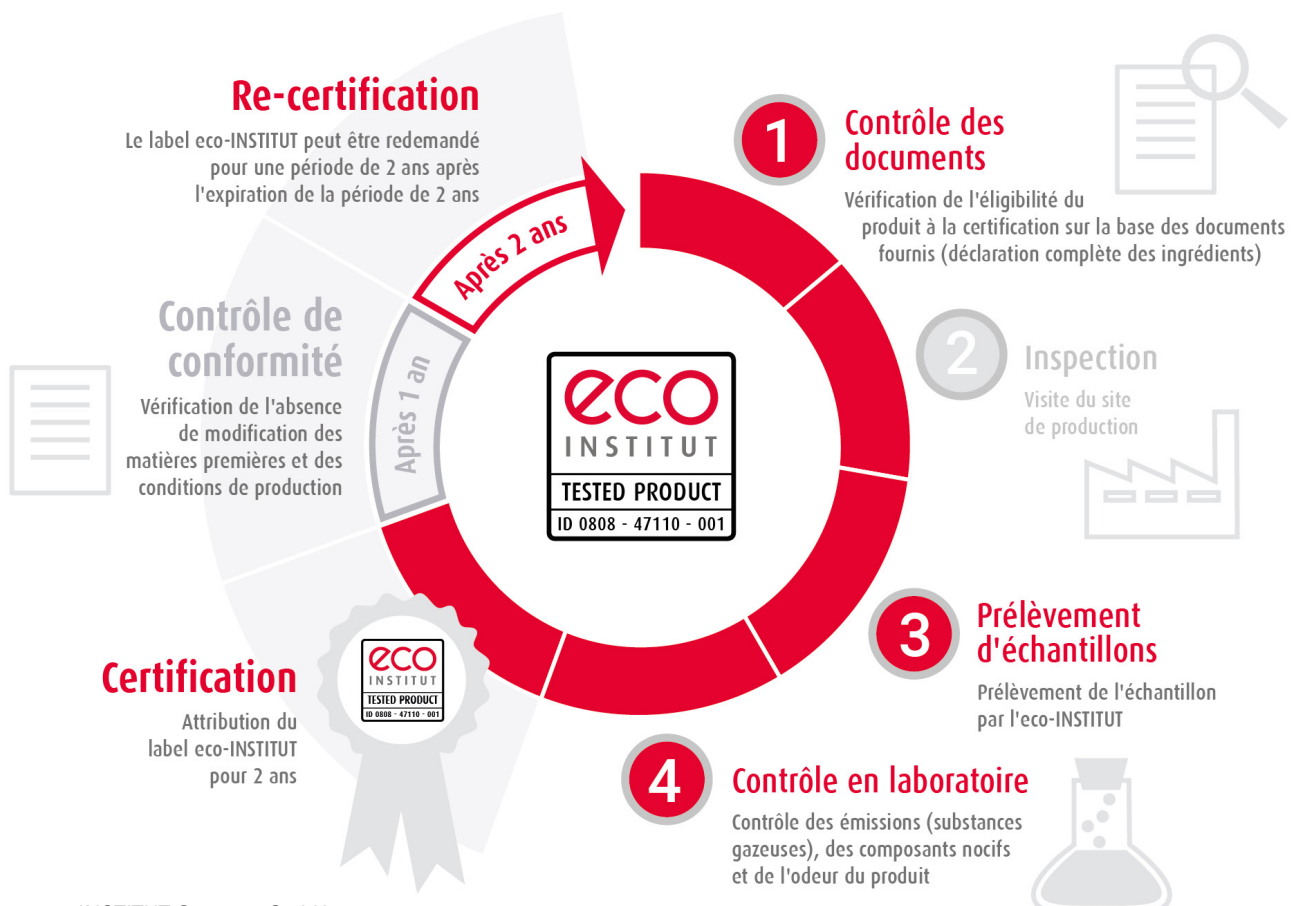 Re-certification
Le label eco-INSTITUT peut être redemandé
pour une période de 2 ans après
l'expiration de la période de 2 ans
Après 2 ans
1
Contrôle des
documents
Vérification de l'éligibilité du
produit à la certification sur la base des documents
fournis (déclaration complète des ingrédients)
2
Inspection
Visite du site
de production
3
Prélèvement
d'échantillons
Prélèvement de l'échantillon
par l'eco-INSTITUT
4
Contrôle en laboratoire
Contrôle des émissions (substances
gazeuses), des composants nocifs
et de l'odeur du produit
Certification
Attribution du
label eco-INSTITUT
pour 2 ans
eco
INSTITUT
TESTED PRODUCT
ID 0808 - 47110 - 001
Contrôle de
conformité
Vérification de l'absence
de modification des
matières premières et des
conditions de production
Après 1 an
eco
INSTITUT
TESTED PRODUCT
ID 0808 - 47110 - 001